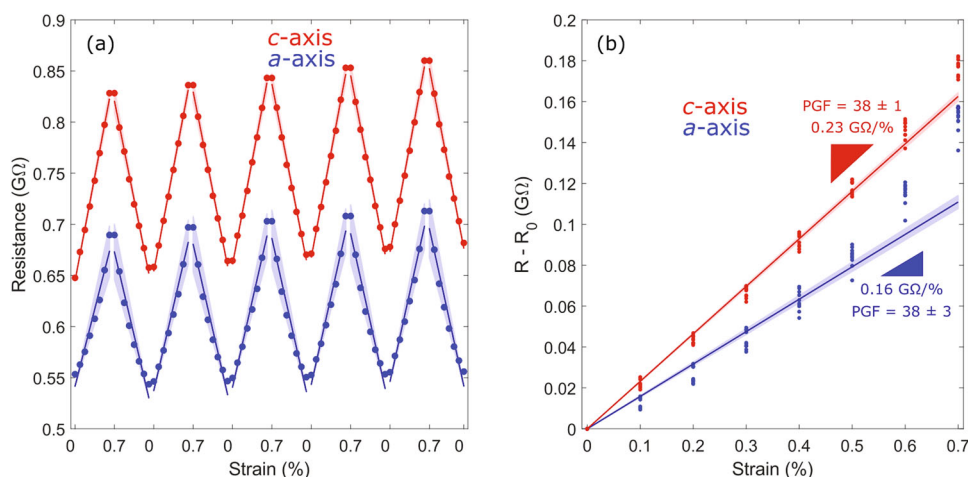 (a)
c-axis
a-axis
0.9
0.85
0.8
0.75
0.7
0.65
0.6
0.55
0.5
Resistance (GΩ)
0 0.7 0 0.7 0 0.7 0 0.7 0 0.7 0
Strain (%)
(b)
c-axis
a-axis
PGF = 38 ± 1
0.23 GΩ/%
0.16 GΩ/%
PGF = 38 ± 3
0.2
0.18
0.16
0.14
0.12
0.1
0.08
0.06
0.04
0.02
0
R - R0 (GΩ)
0 0.1 0.2 0.3 0.4 0.5 0.6 0.7
Strain (%)